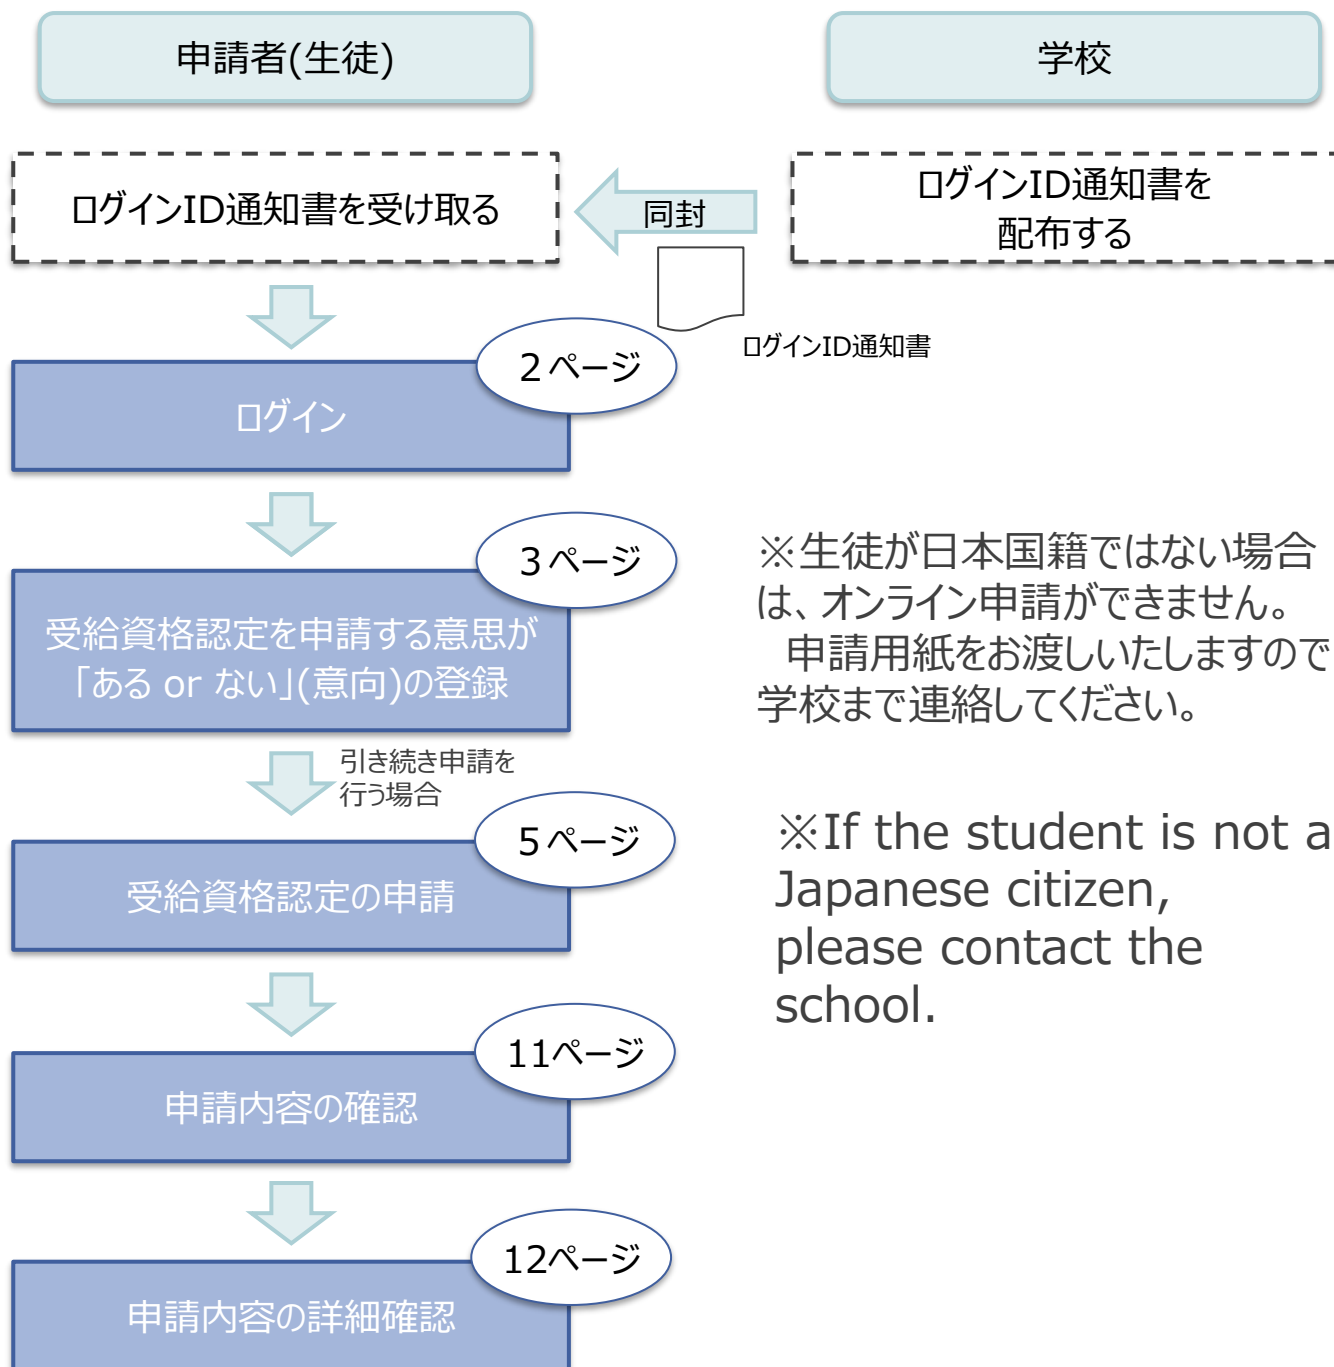 申請者(生徒)
学校
ログインID通知書を受け取る
同封
ログインID通知書を
配布する
ログインID通知書
2ページ
ログイン
3ページ
受給資格認定を申請する意思が
「ある or ない」(意向)の登録
※生徒が日本国籍ではない場合
は、オンライン申請ができません。
申請用紙をお渡しいたしますので
学校まで連絡してください。
引き続き申請を
行う場合
5ページ
受給資格認定の申請
※If the student is not a
Japanese citizen,
please contact the
school.
11ページ
申請内容の確認
12ページ
申請内容の詳細確認